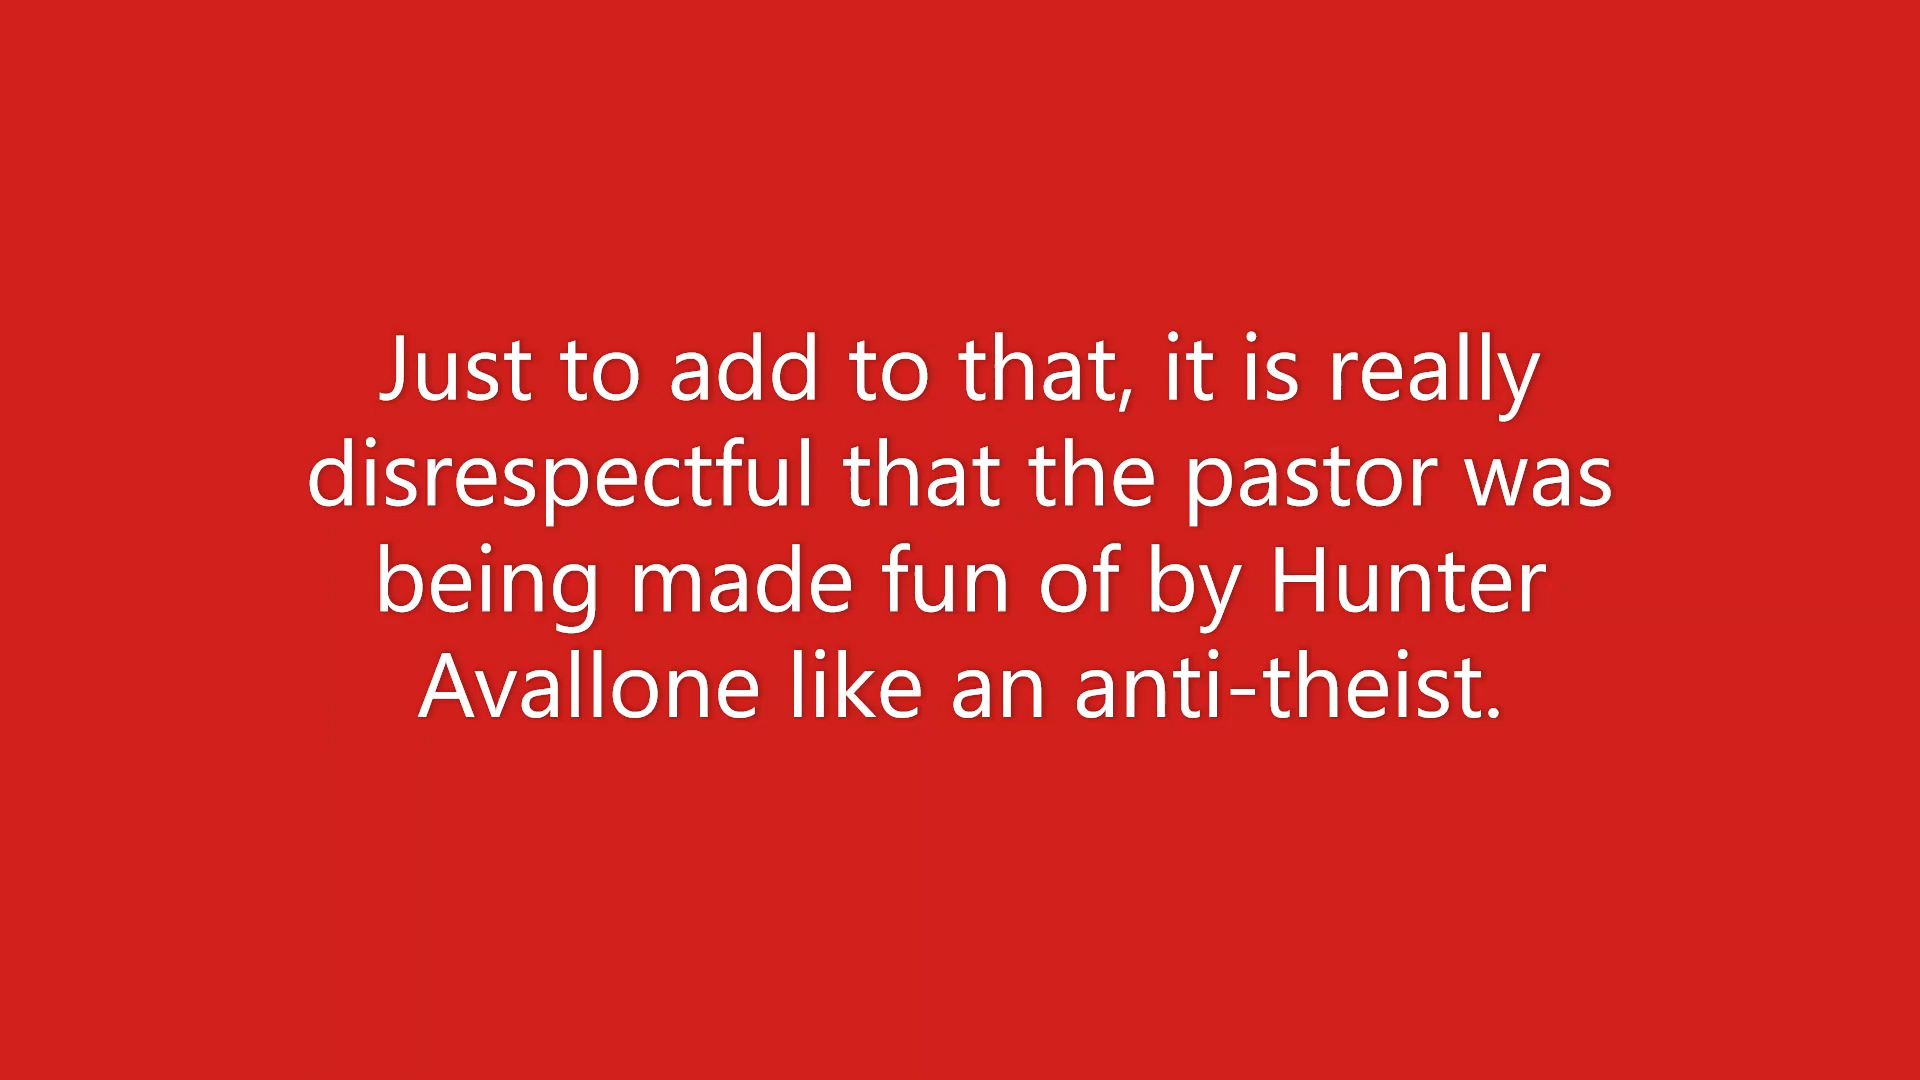 Just to add to that, it is really
disrespectful that the pastor was
being made fun of by Hunter
Avallone like an anti-theist.